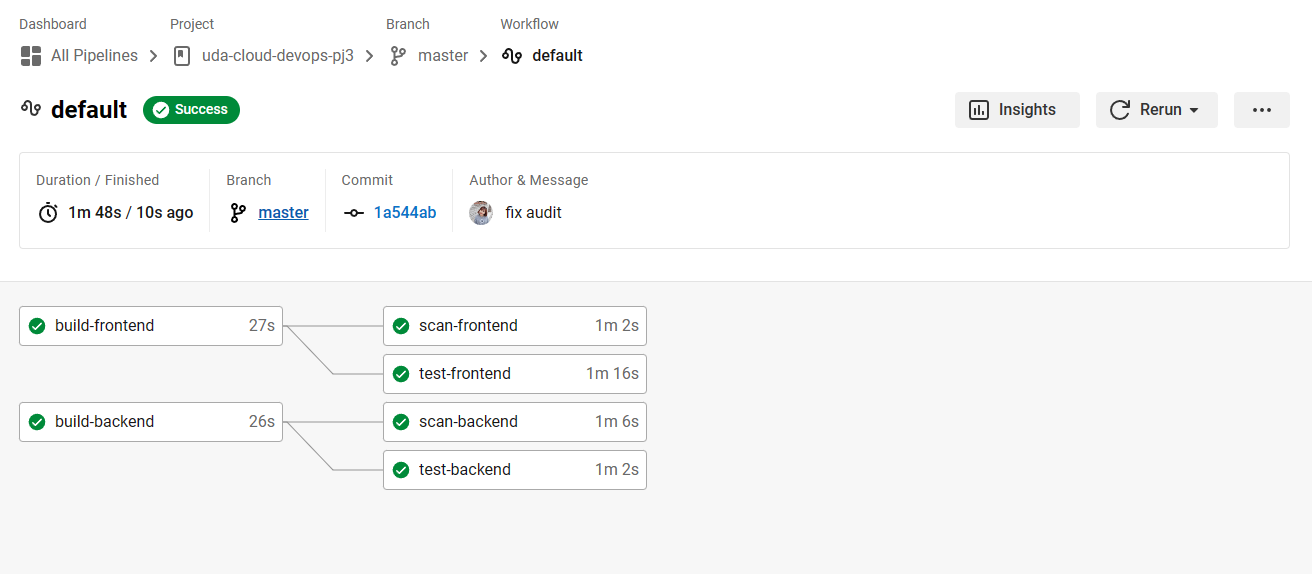 Dashboard Project Branch Workflow
All Pipelines uda-cloud-devops-pj3 master default
default Success Insights Rerun
Duration / Finished Branch Commit Author & Message
1m 48s / 10s ago master 1a544ab fix audit
build-frontend 27s scan-frontend 1m 2s
test-frontend 1m 16s
build-backend 26s scan-backend 1m 6s
test-backend 1m 2s